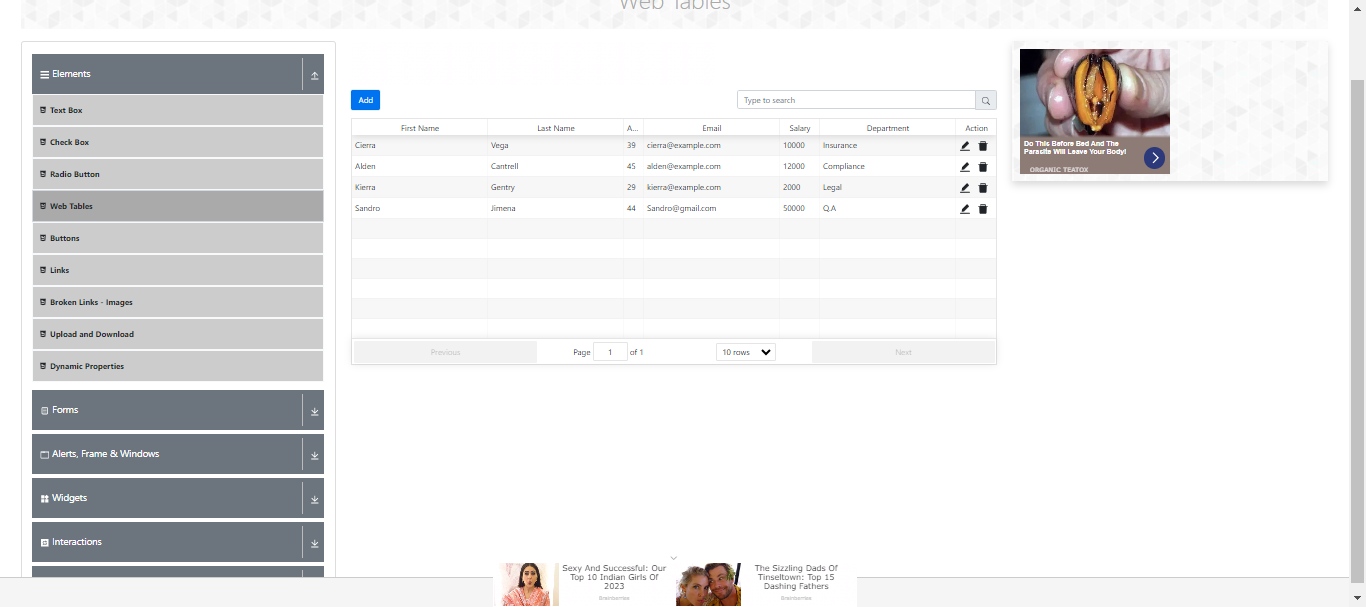 Web Tables
Elements
Text Box
Check Box
Radio Button
Web Tables
Buttons
Links
Broken Links - Images
Upload and Download
Dynamic Properties
Forms
Alerts, Frame & Windows
Widgets
Interactions
Add
Type to search
First Name Last Name A... Email Salary Department Action
Cierra Vega 39 cierra@example.com 10000 Insurance
Alden Cantrell 45 alden@example.com 12000 Compliance
Kierra Gentry 29 kierra@example.com 2000 Legal
Sandro Jimena 44 Sandro@gmail.com 50000 Q.A
Previous Page 1 of 1 10 rows Next
Do This Before Bed And The
Parasite Will Leave Your Body!
ORGANIC TEATOX
Sexy And Successful: Our
Top 10 Indian Girls Of
2023
Brainberries
The Sizzling Dads Of
Tinseltown: Top 15
Dashing Fathers
Brainberries